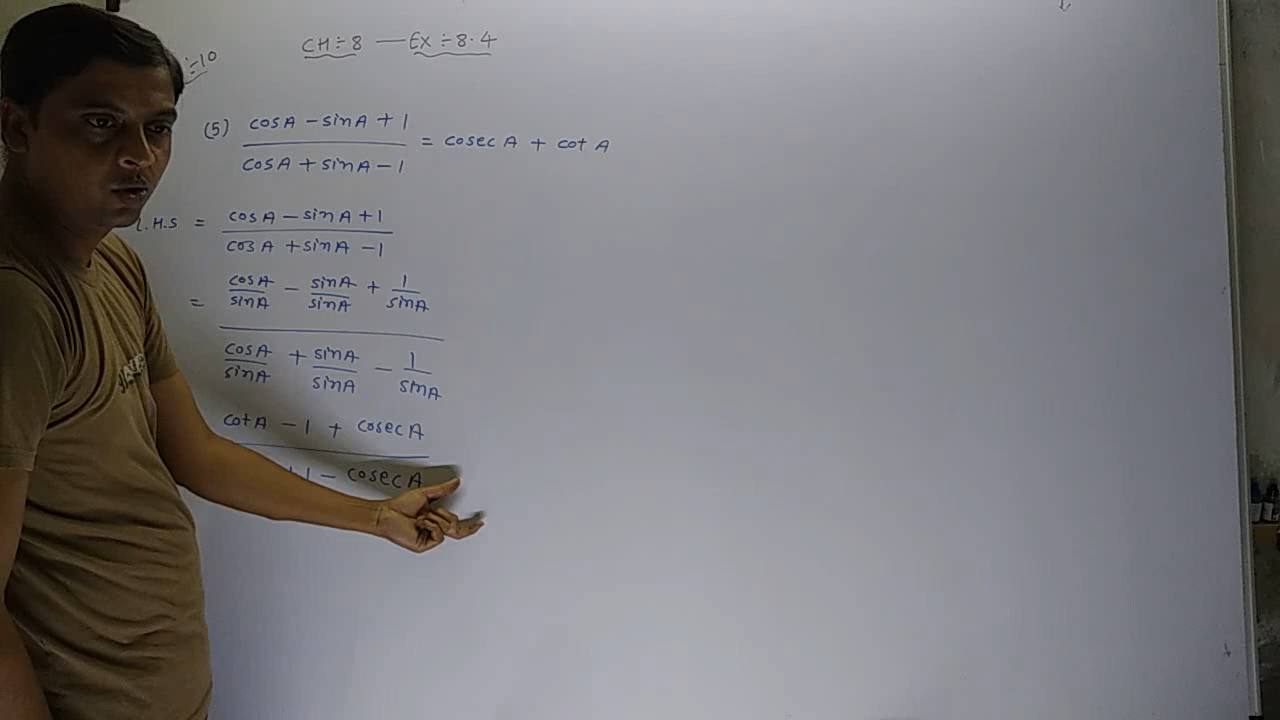 ÷10
CH÷8 — EX÷8.4
(5) cosA - sinA + 1 / cosA + sinA - 1 = cosec A + cot A
L.H.S = cosA - sinA + 1 / cosA + sinA - 1
= cosA/sinA - sinA/sinA + 1/sinA
cosA/sinA + sinA/sinA - 1/sinA
cotA - 1 + cosecA
+1 - cosecA